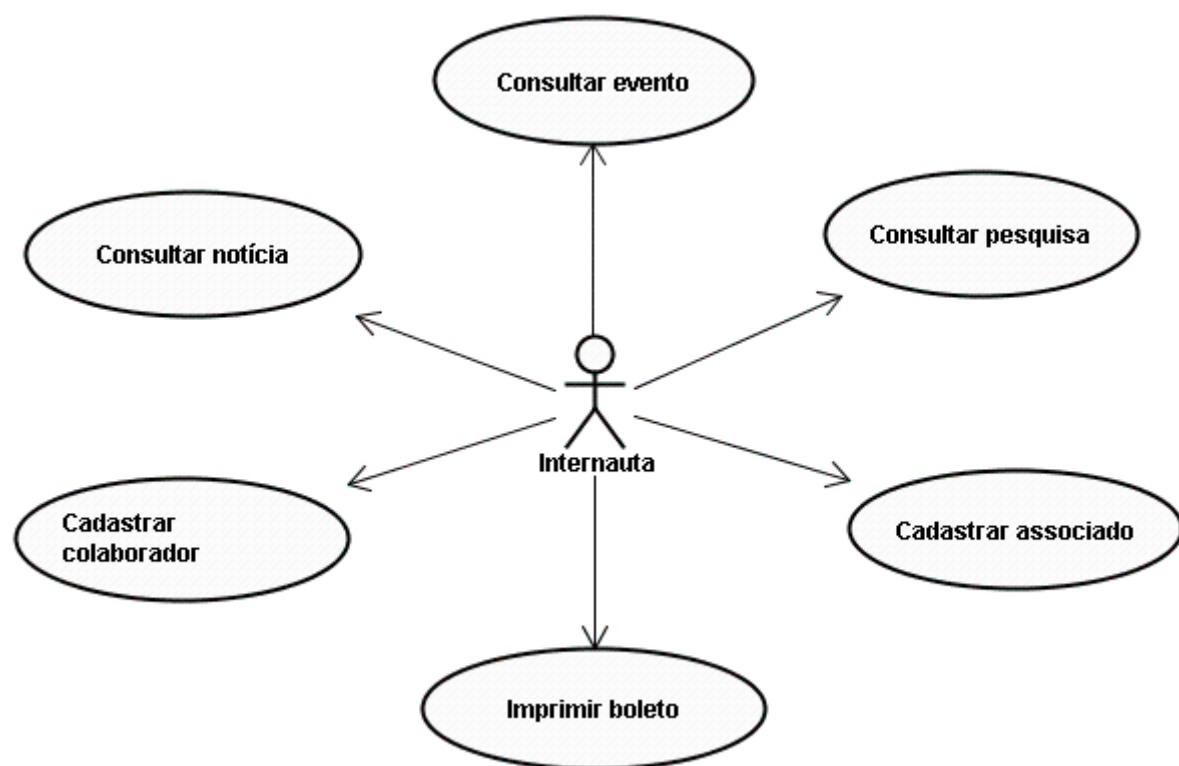 Consultar evento
Consultar notícia
Consultar pesquisa
Internauta
Cadastrar
colaborador
Cadastrar associado
Imprimir boleto